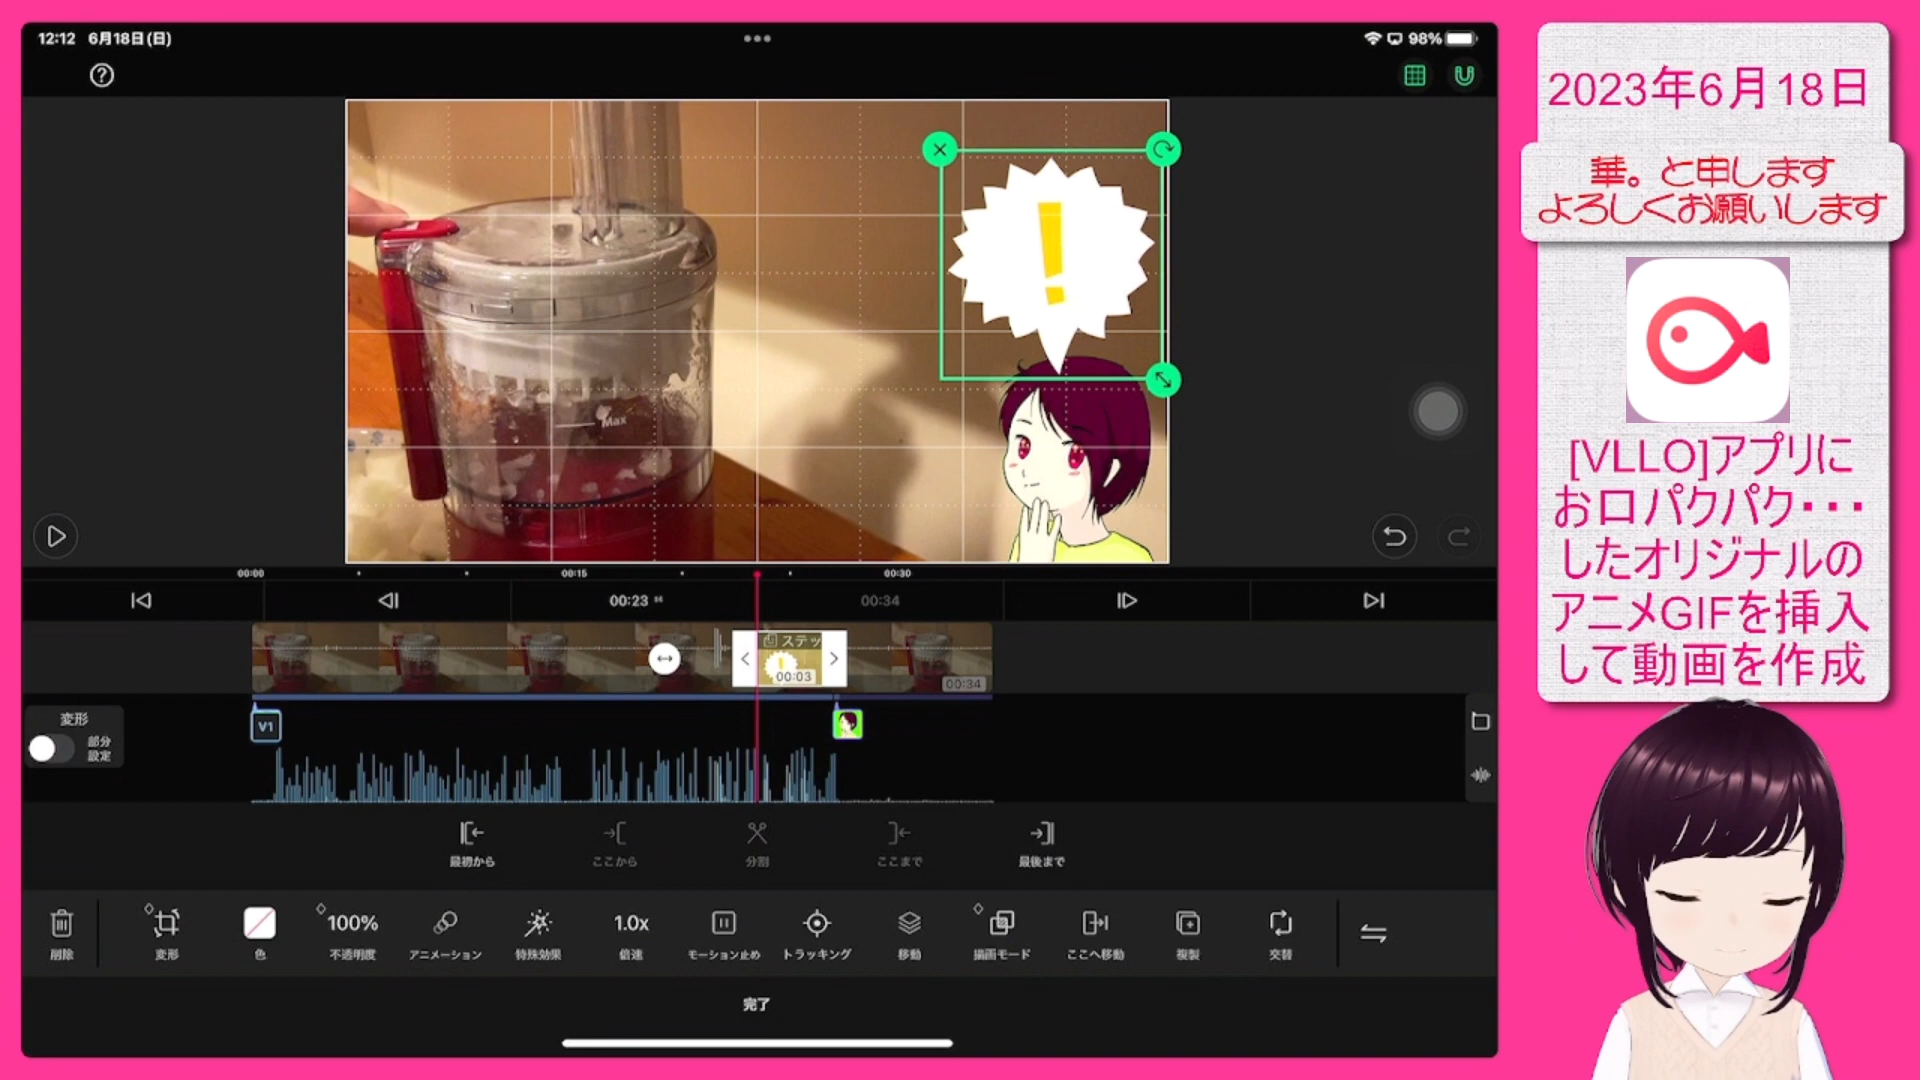 12:12 6月18日(日)
98%
!
Max
00:00
00:15
00:30
00:23
00:34
ステッ
00:03
00:34
変形
部分
設定
V1
最初から
ここから
分割
ここまで
最後まで
100%
1.0x
削除
変形
色
不透明度
アニメーション
特殊効果
倍速
モーション止め
トラッキング
移動
描画モード
ここへ移動
複製
交替
完了
2023年6月18日
華。と申します
よろしくお願いします
[VLLO]アプリに
お口パクパク・・・
したオリジナルの
アニメGIFを挿入
して動画を作成